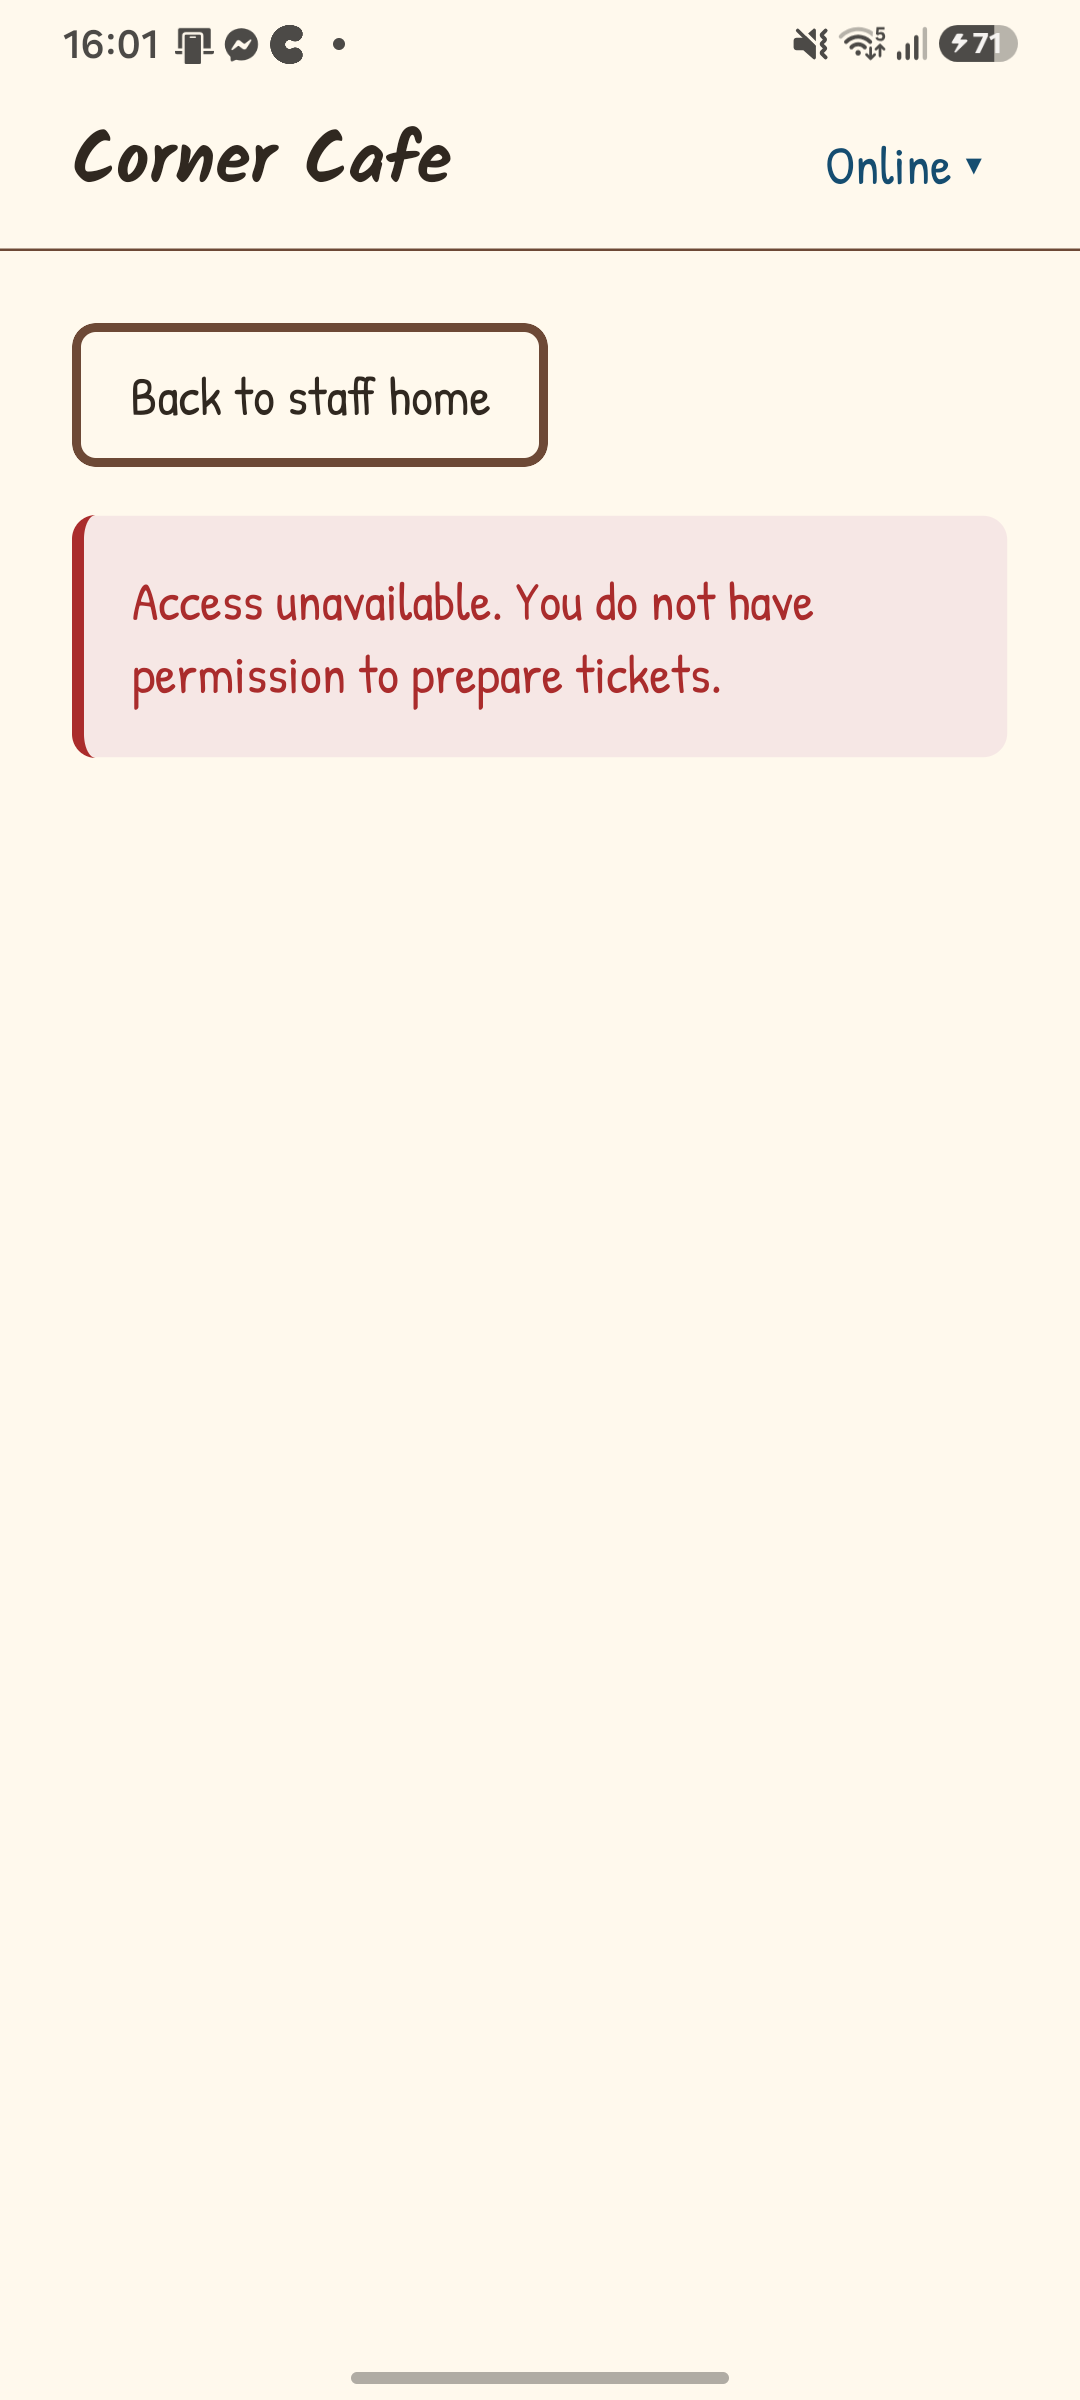 16:01
5
71
Corner Cafe
Online ▼
Back to staff home
Access unavailable. You do not have
permission to prepare tickets.